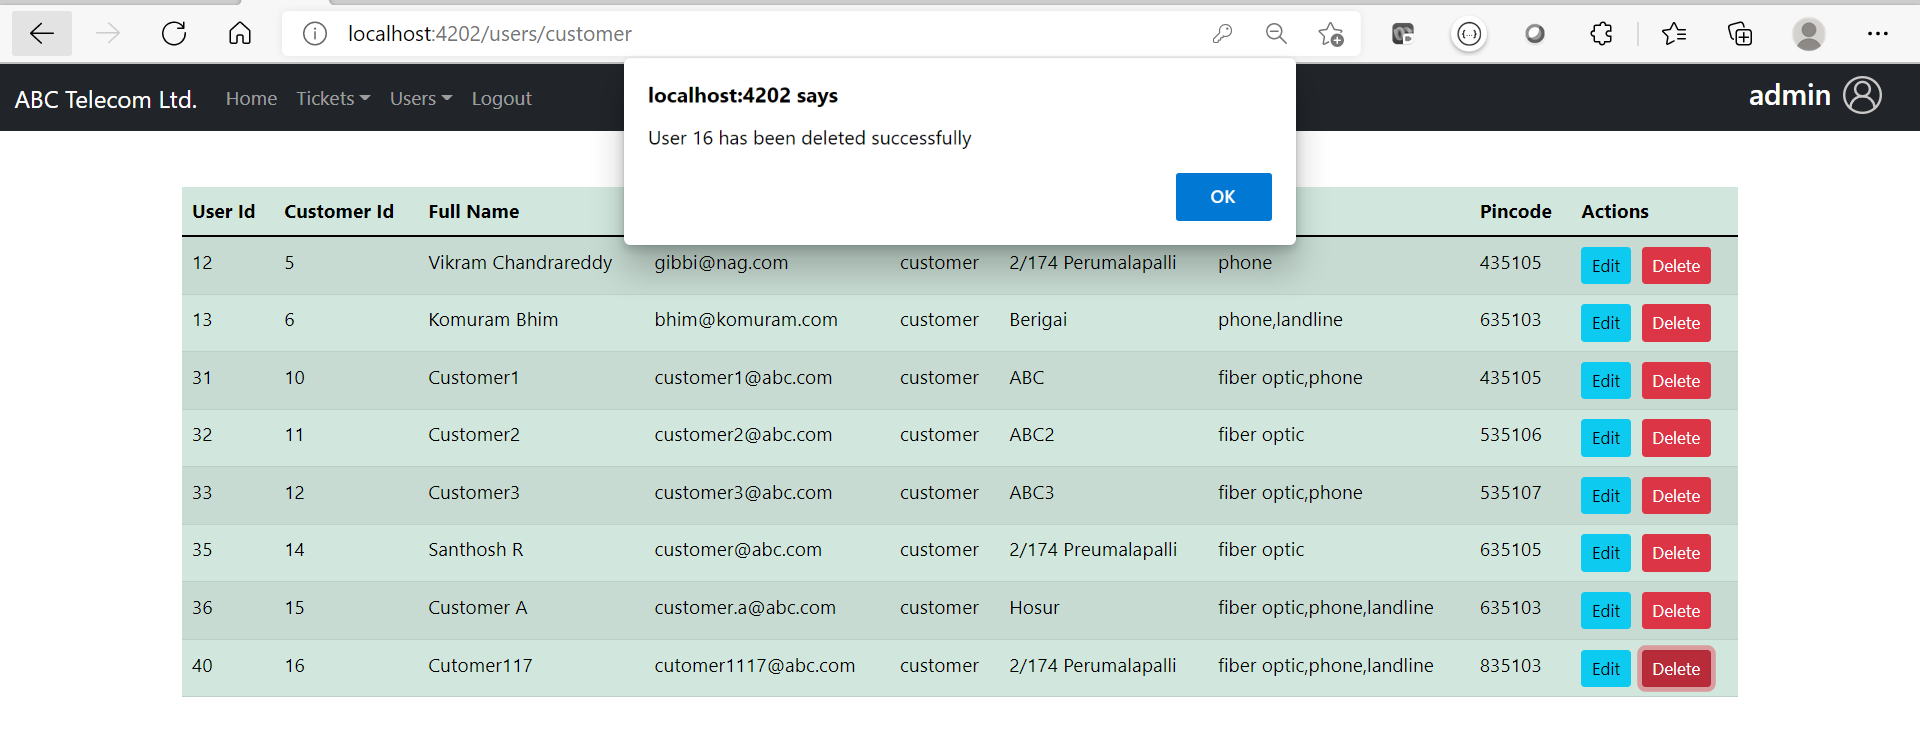 localhost:4202/users/customer
ABC Telecom Ltd. Home Tickets Users Logout admin
localhost:4202 says
User 16 has been deleted successfully
OK
User Id Customer Id Full Name Pincode Actions
12 5 Vikram Chandrareddy gibbi@nag.com customer 2/174 Perumalapalli phone 435105 Edit Delete
13 6 Komuram Bhim bhim@komuram.com customer Berigai phone,landline 635103 Edit Delete
31 10 Customer1 customer1@abc.com customer ABC fiber optic,phone 435105 Edit Delete
32 11 Customer2 customer2@abc.com customer ABC2 fiber optic 535106 Edit Delete
33 12 Customer3 customer3@abc.com customer ABC3 fiber optic,phone 535107 Edit Delete
35 14 Santhosh R customer@abc.com customer 2/174 Preumalapalli fiber optic 635105 Edit Delete
36 15 Customer A customer.a@abc.com customer Hosur fiber optic,phone,landline 635103 Edit Delete
40 16 Cutomer117 cutomer1117@abc.com customer 2/174 Perumalapalli fiber optic,phone,landline 835103 Edit Delete